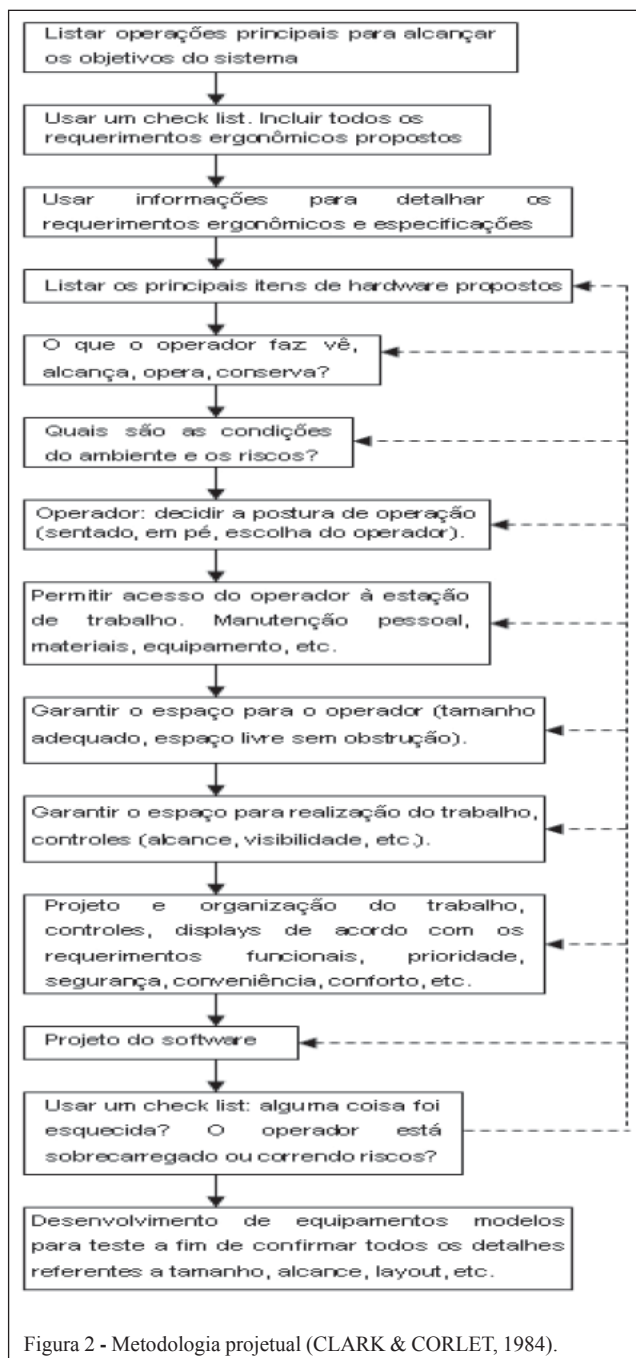 Listar operações principais para alcançar
os objetivos do sistema
Usar um check list. Incluir todos os
requerimentos ergonômicos propostos
Usar informações para detalhar os
requerimentos ergonômicos e especificações
Listar os principais itens de hardware propostos
O que o operador faz vê,
alcança, opera, conserva?
Quais são as condições
do ambiente e os riscos?
Operador: decidir a postura de operação
(sentado, em pé, escolha do operador).
Permitir acesso do operador à estação
de trabalho. Manutenção pessoal,
materiais, equipamento, etc.
Garantir o espaço para o operador (tamanho
adequado, espaço livre sem obstrução).
Garantir o espaço para realização do trabalho,
controles (alcance, visibilidade, etc.).
Projeto e organização do trabalho,
controles, displays de acordo com os
requerimentos funcionais, prioridade,
segurança, conveniência, conforto, etc.
Projeto do software
Usar um check list: alguma coisa foi
esquecida? O operador está
sobrecarregado ou correndo riscos?
Desenvolvimento de equipamentos modelos
para teste a fim de confirmar todos os detalhes
referentes a tamanho, alcance, layout, etc.
Figura 2 - Metodologia projetual (CLARK & CORLET, 1984).